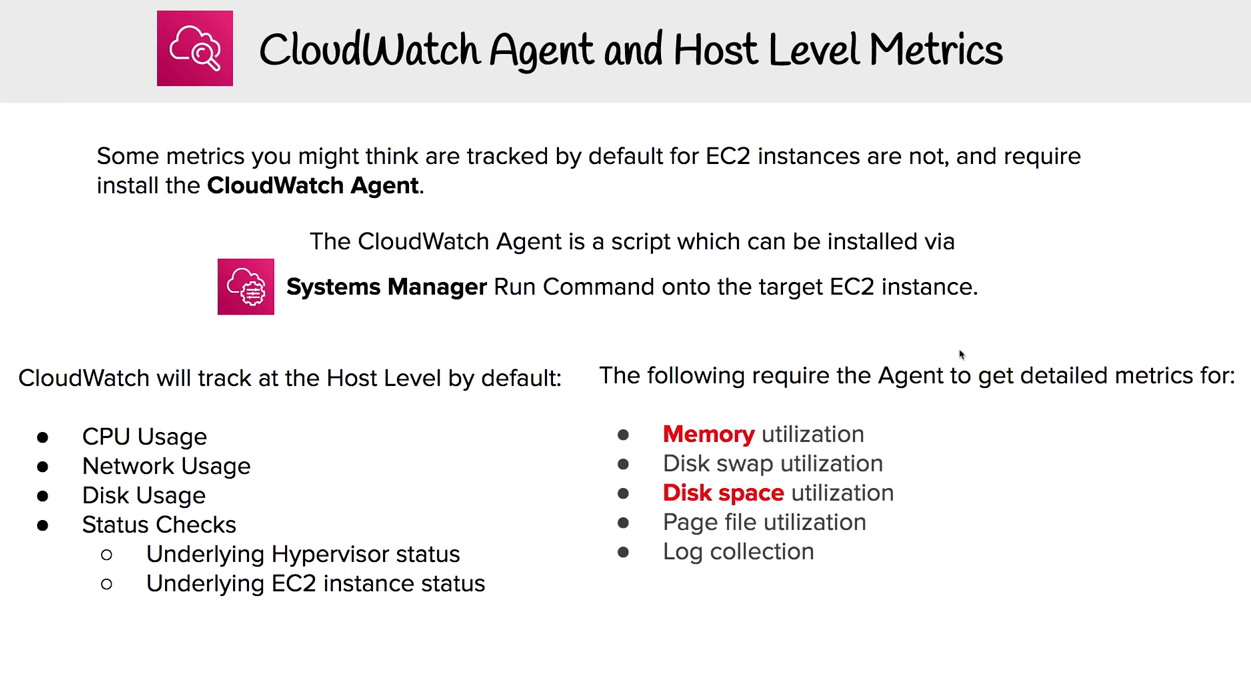 CloudWatch Agent and Host Level Metrics
Some metrics you might think are tracked by default for EC2 instances are not, and require
install the CloudWatch Agent.
The CloudWatch Agent is a script which can be installed via
Systems Manager Run Command onto the target EC2 instance.
CloudWatch will track at the Host Level by default:
● CPU Usage
● Network Usage
● Disk Usage
● Status Checks
○ Underlying Hypervisor status
○ Underlying EC2 instance status
The following require the Agent to get detailed metrics for:
● Memory utilization
● Disk swap utilization
● Disk space utilization
● Page file utilization
● Log collection